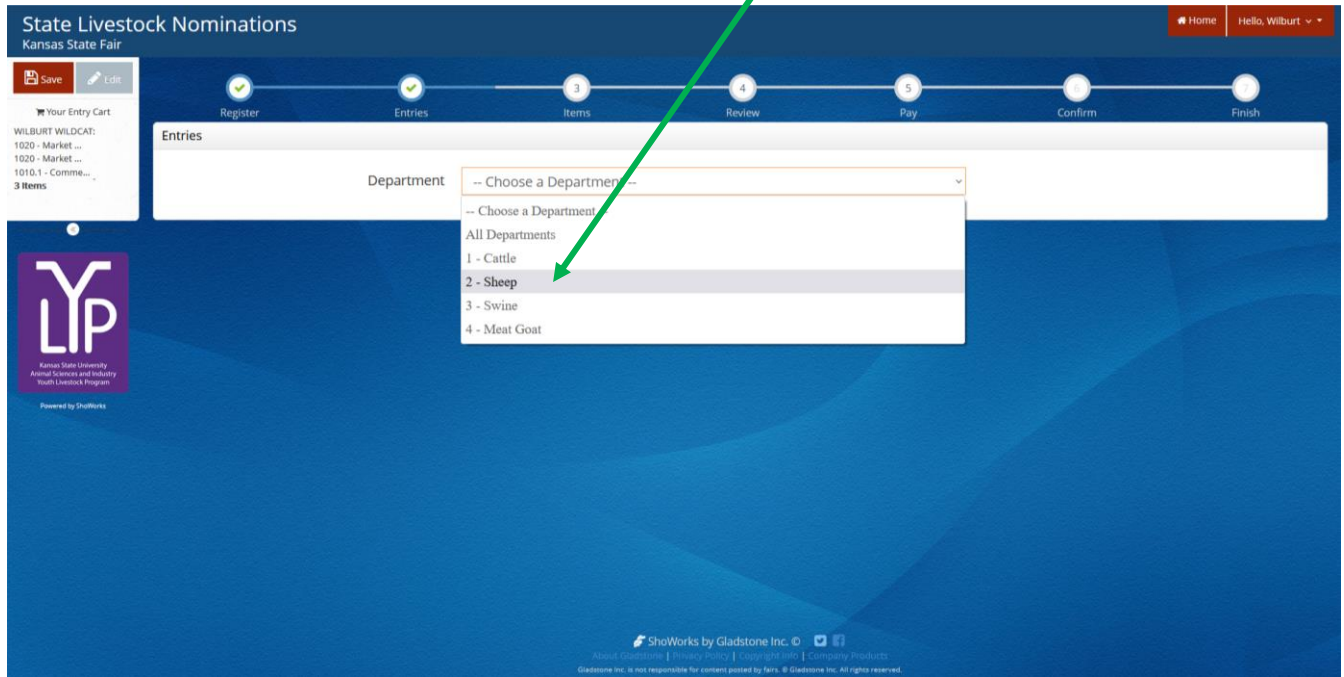 State Livestock Nominations
Kansas State Fair
Home
Hello, Wilburt
Save
Edit
Your Entry Cart
WILBURT WILDCAT:
1020 - Market ...
1020 - Market ...
1010.1 - Comme...
3 Items
3
4
5
6
7
Register
Entries
Items
Review
Pay
Confirm
Finish
Entries
Department
-- Choose a Department --
-- Choose a Department --
All Departments
1 - Cattle
2 - Sheep
3 - Swine
4 - Meat Goat
YLP
Kansas State University
Animal Sciences and Industry
Youth Livestock Program
Powered by ShoWorks
ShoWorks by Gladstone Inc. ©
About Gladstone | Privacy Policy | Copyright Info | Company Products
Gladstone Inc. is not responsible for content posted by fairs. © Gladstone Inc. All rights reserved.